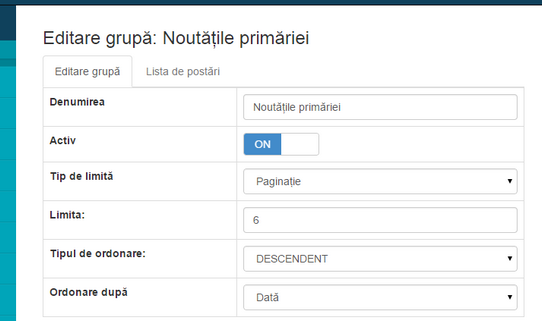 Editare grupă: Noutățile primăriei
Editare grupă Lista de postări
Denumirea Noutățile primăriei
Activ ON
Tip de limită Paginație
Limita: 6
Tipul de ordonare: DESCENDENT
Ordonare după Dată